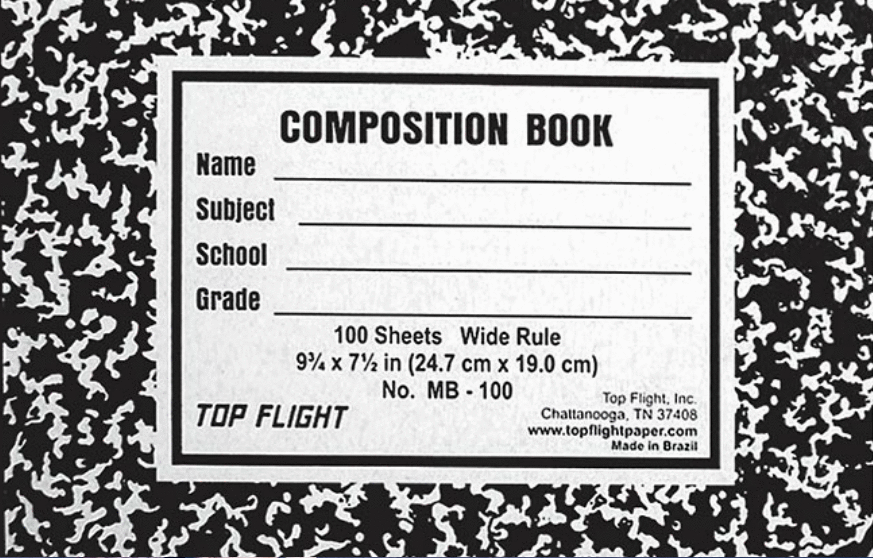 COMPOSITION BOOK
Name
Subject
School
Grade
100 Sheets Wide Rule
9¾ x 7½ in (24.7 cm x 19.0 cm)
No. MB - 100
TOP FLIGHT
Top Flight, Inc.
Chattanooga, TN 37408
www.topflightpaper.com
Made in Brazil